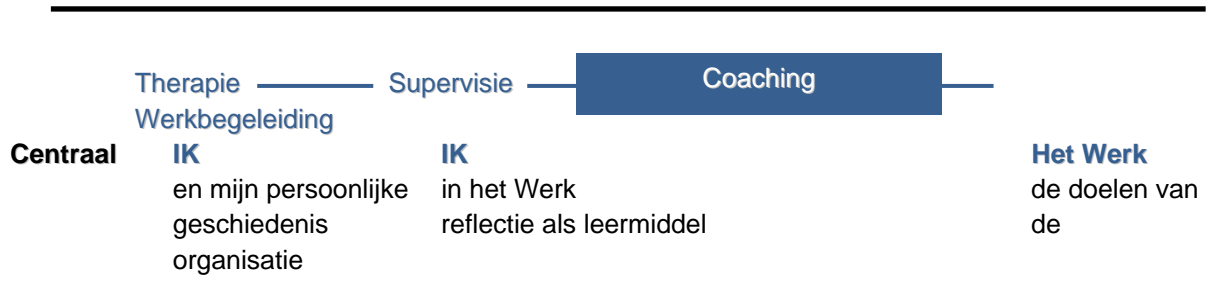 Therapie Supervisie Coaching
Werkbegeleiding
Centraal IK IK Het Werk
en mijn persoonlijke in het Werk de doelen van
geschiedenis reflectie als leermiddel de
organisatie